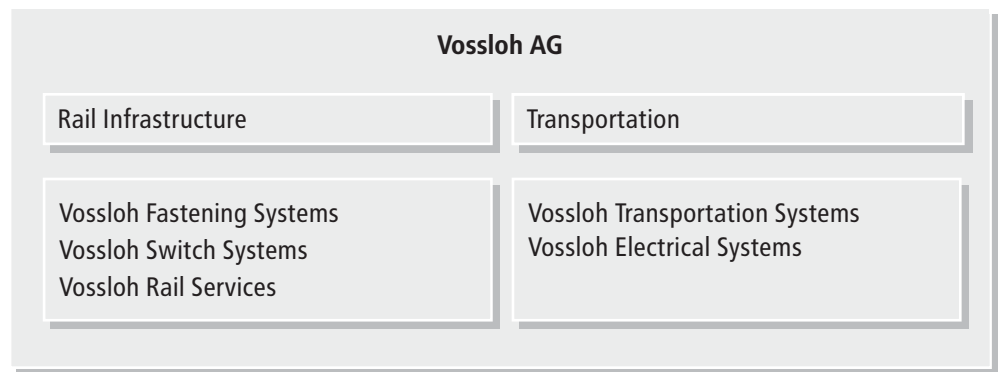 Vossloh AG
Rail Infrastructure
Transportation
Vossloh Fastening Systems
Vossloh Switch Systems
Vossloh Rail Services
Vossloh Transportation Systems
Vossloh Electrical Systems